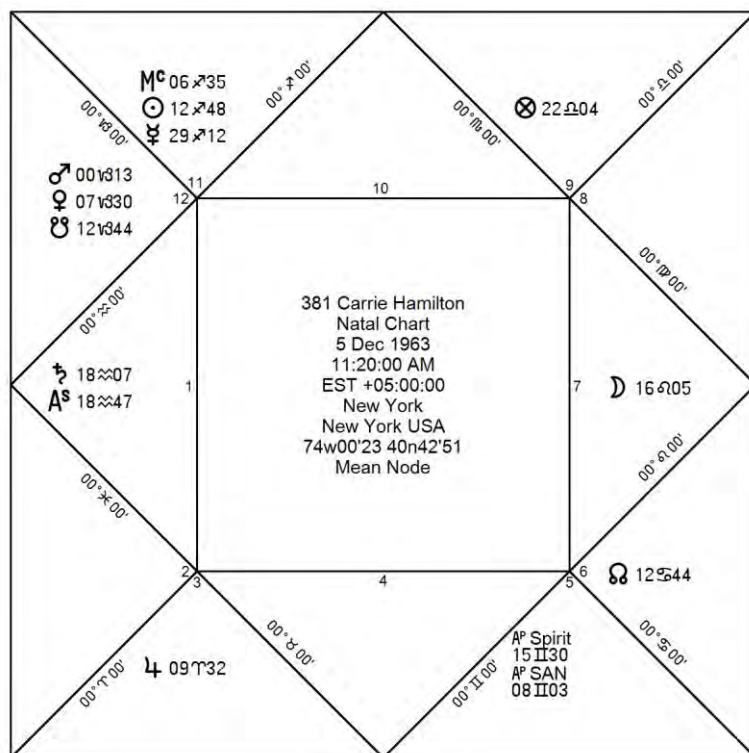 Mᶜ 06♐35
☉ 12♐48
☿ 29♐12
00°♐00'
00°♏00'
⊗ 22♎04
00°♎00'
00°♑00'
♂ 00♑13
♀ 07♑30
☋ 12♑44
11
12
10
9
8
00°♒00'
00°♍00'
381 Carrie Hamilton
Natal Chart
5 Dec 1963
11:20:00 AM
EST +05:00:00
New York
New York USA
74w00'23 40n42'51
Mean Node
♄ 18♒07
Aˢ 18♒47
1
7
☽ 16♌05
00°♓00'
00°♌00'
2
3
4
5
6
☊ 12♋44
00°♈00'
♃ 09♈32
00°♉00'
00°♊00'
Aᴾ Spirit
15♊30
Aᴾ SAN
08♊03
00°♋00'